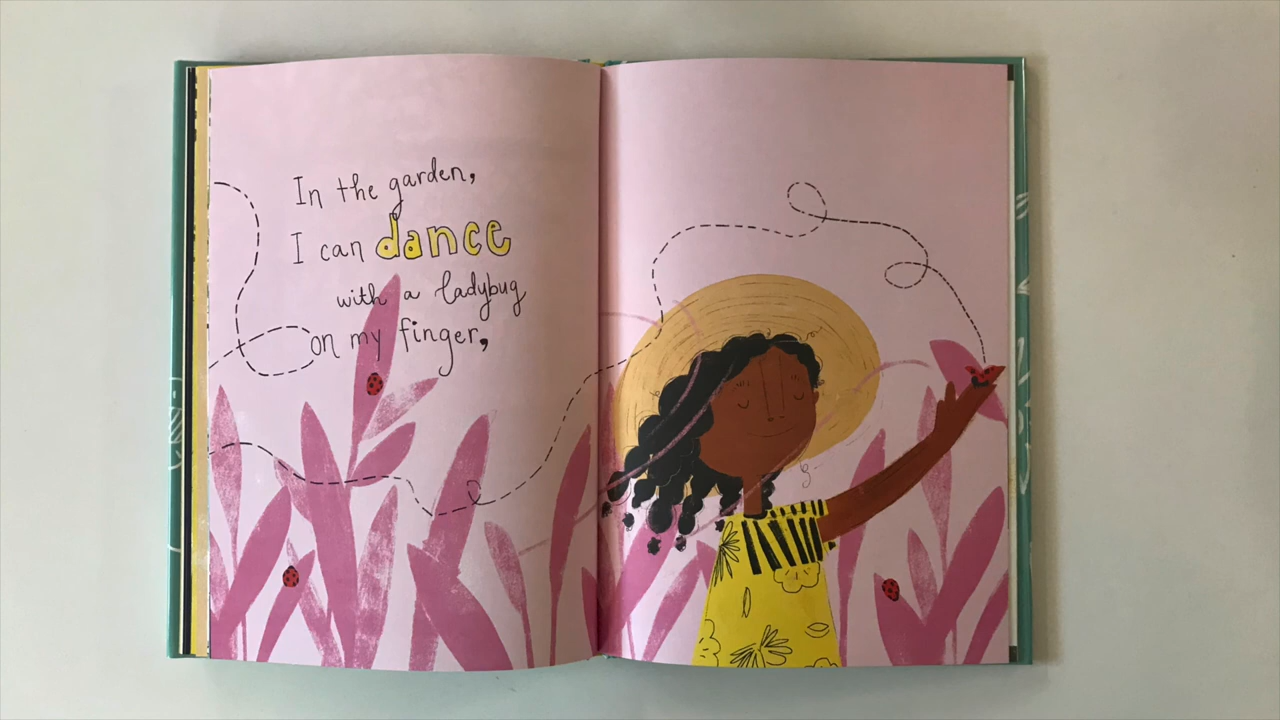 In the garden,
I can dance
with a ladybug
on my finger,